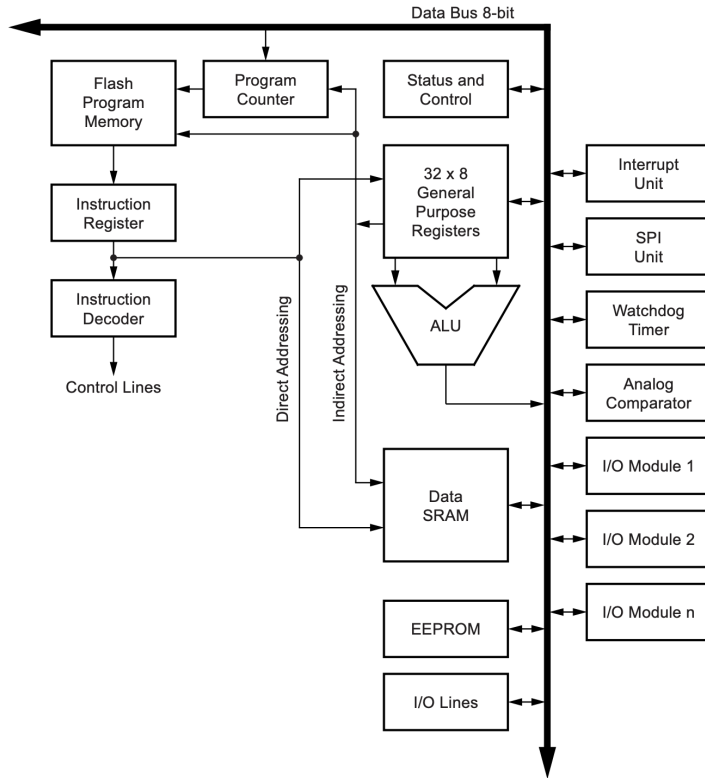 Data Bus 8-bit
Flash
Program
Memory
Program
Counter
Status and
Control
32 x 8
General
Purpose
Registers
Interrupt
Unit
Instruction
Register
SPI
Unit
Instruction
Decoder
ALU
Watchdog
Timer
Direct Addressing
Indirect Addressing
Control Lines
Analog
Comparator
I/O Module 1
Data
SRAM
I/O Module 2
I/O Module n
EEPROM
I/O Lines